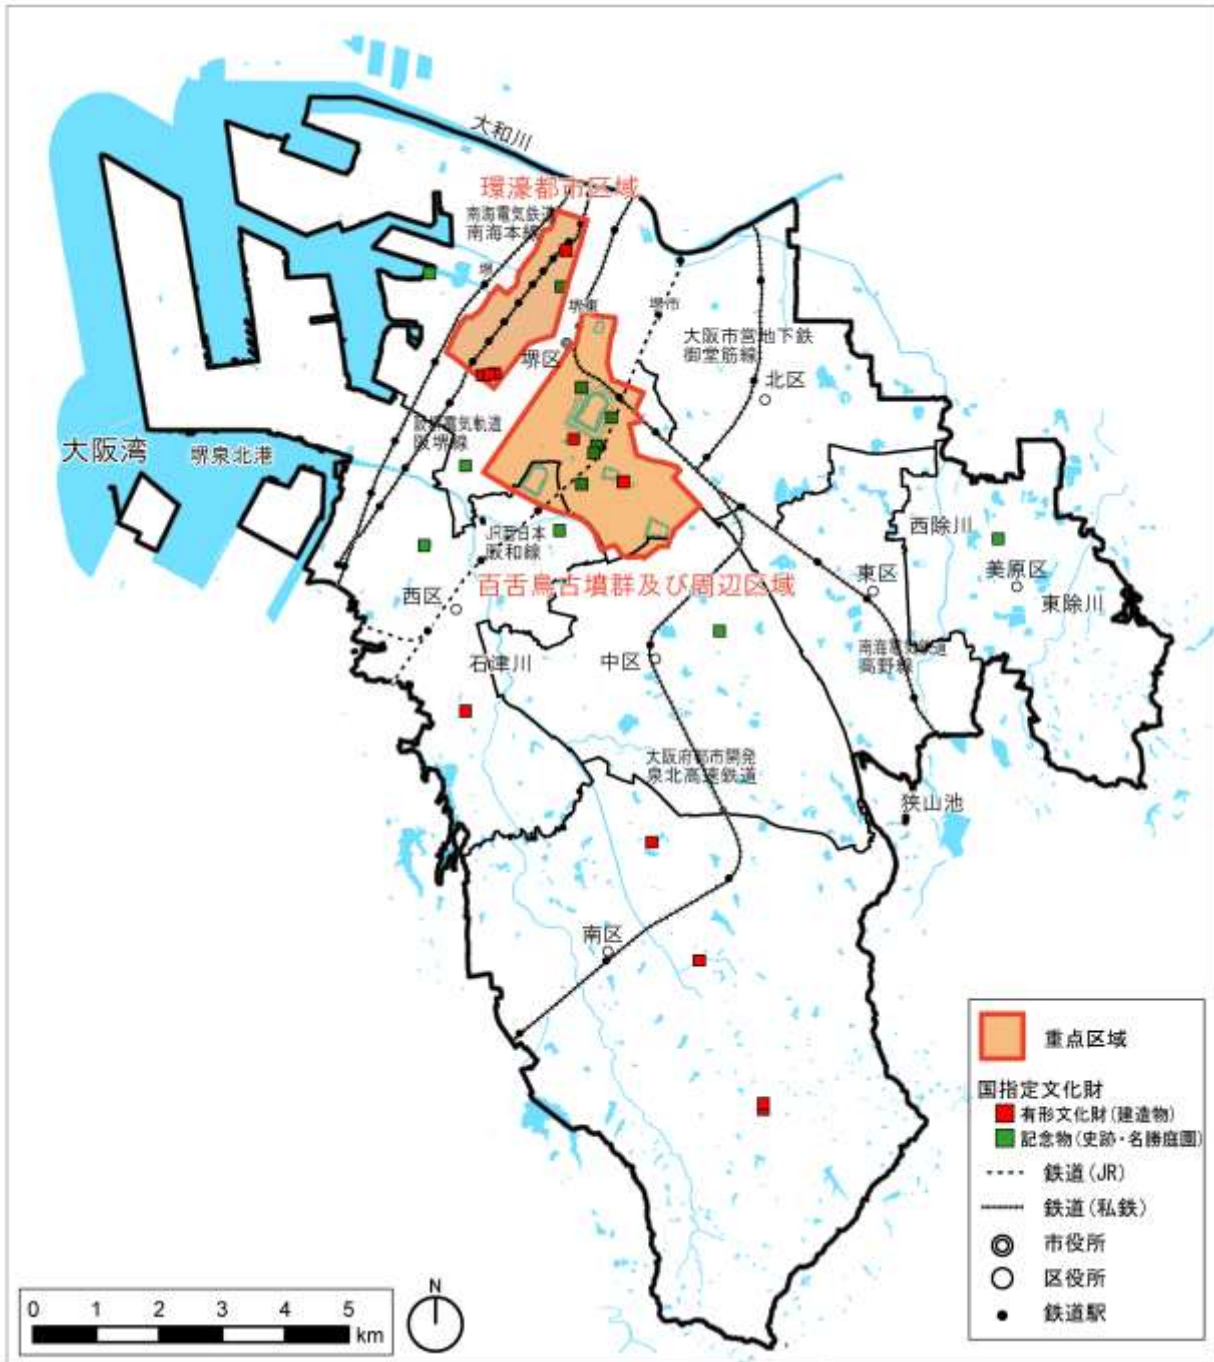 大和川
環濠都市区域
南海電気鉄道
南海本線
堺
堺東
堺市
大阪市営地下鉄
御堂筋線
堺区
北区
大阪湾
堺泉北港
阪堺電気軌道
阪堺線
JR西日本
阪和線
西除川
美原区
東除川
東区
百舌鳥古墳群及び周辺区域
西区
石津川
中区
南海電気鉄道
高野線
大阪府都市開発
泉北高速鉄道
狭山池
南区
重点区域
国指定文化財
有形文化財(建造物)
記念物(史跡・名勝庭園)
鉄道(JR)
鉄道(私鉄)
市役所
区役所
鉄道駅
0 1 2 3 4 5
km
N